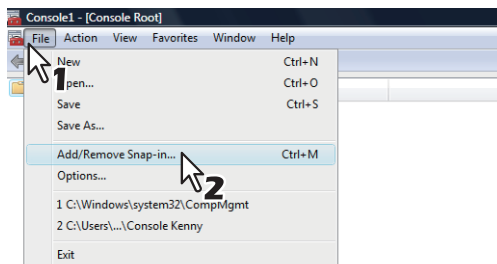 Console1 - [Console Root]
File Action View Favorites Window Help
1
New Ctrl+N
Open... Ctrl+O
Save Ctrl+S
Save As...
Add/Remove Snap-in... Ctrl+M
Options...
2
1 C:\Windows\system32\CompMgmt
2 C:\Users\...\Console Kenny
Exit